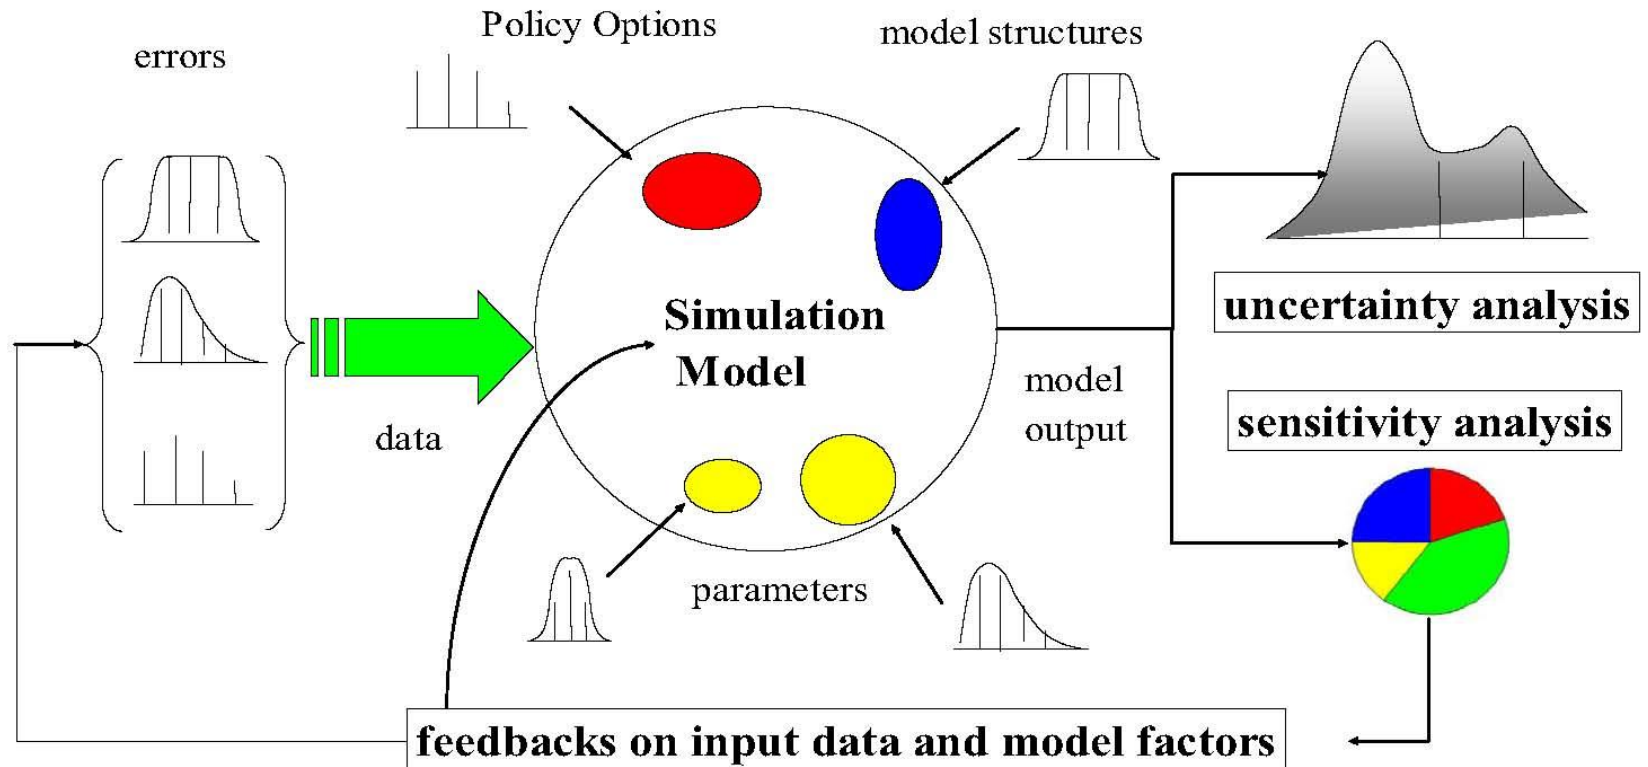 errors
Policy Options
model structures
uncertainty analysis
Simulation
Model
data
model
output
sensitivity analysis
parameters
feedbacks on input data and model factors